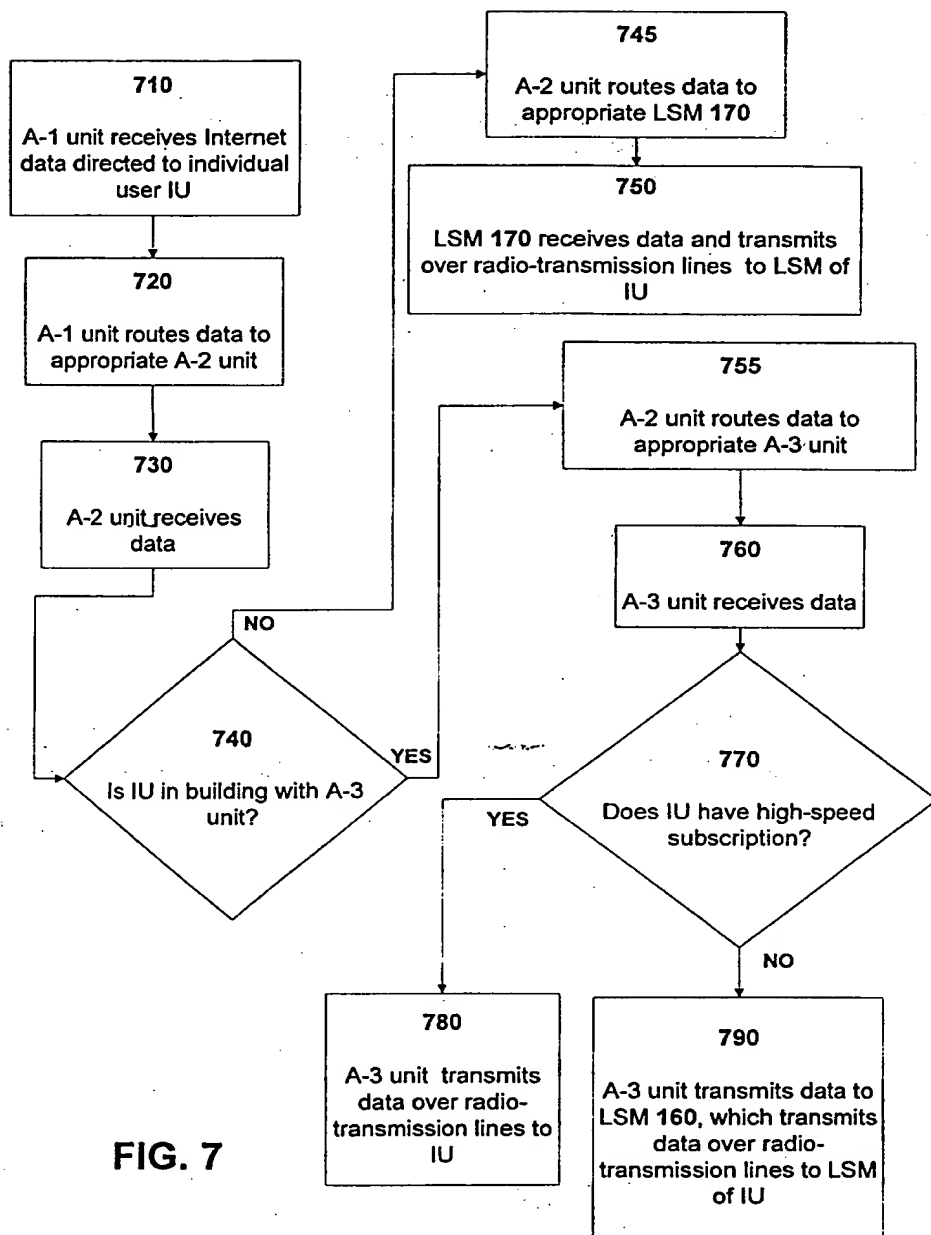 710
A-1 unit receives Internet
data directed to individual
user IU
720
A-1 unit routes data to
appropriate A-2 unit
730
A-2 unit receives
data
740
Is IU in building with A-3
unit?
NO
YES
745
A-2 unit routes data to
appropriate LSM 170
750
LSM 170 receives data and transmits
over radio-transmission lines to LSM of
IU
755
A-2 unit routes data to
appropriate A-3 unit
760
A-3 unit receives data
770
Does IU have high-speed
subscription?
YES
NO
780
A-3 unit transmits
data over radio-
transmission lines to
IU
790
A-3 unit transmits data to
LSM 160, which transmits
data over radio-
transmission lines to LSM
of IU
FIG. 7